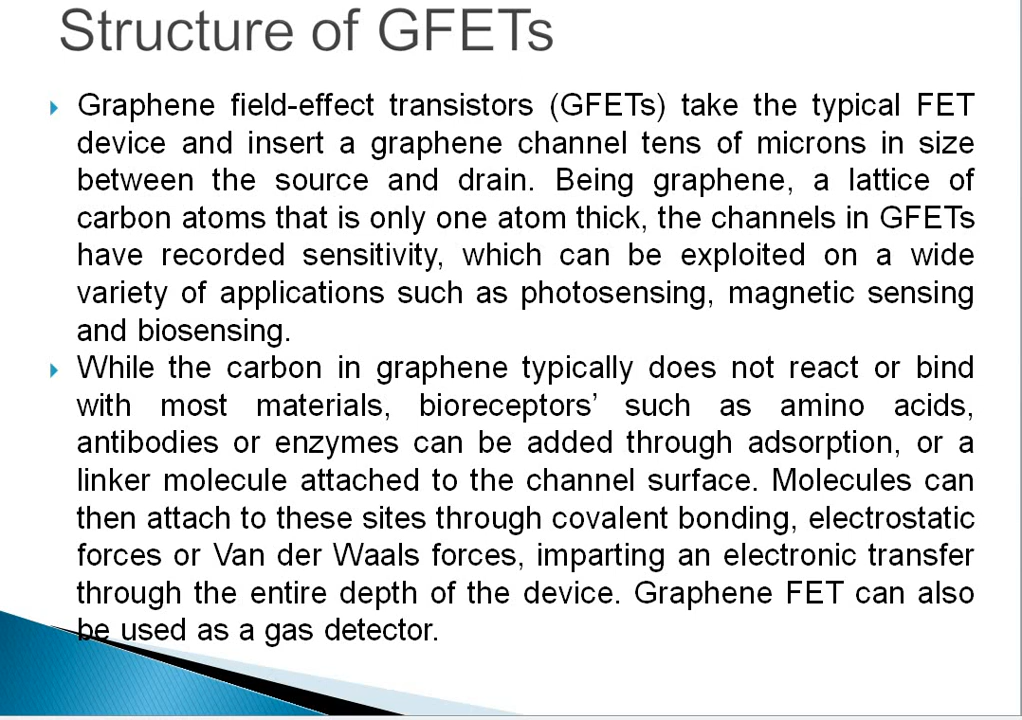 Structure of GFETs
Graphene field-effect transistors (GFETs) take the typical FET
device and insert a graphene channel tens of microns in size
between the source and drain. Being graphene, a lattice of
carbon atoms that is only one atom thick, the channels in GFETs
have recorded sensitivity, which can be exploited on a wide
variety of applications such as photosensing, magnetic sensing
and biosensing.
While the carbon in graphene typically does not react or bind
with most materials, bioreceptors’ such as amino acids,
antibodies or enzymes can be added through adsorption, or a
linker molecule attached to the channel surface. Molecules can
then attach to these sites through covalent bonding, electrostatic
forces or Van der Waals forces, imparting an electronic transfer
through the entire depth of the device. Graphene FET can also
be used as a gas detector.